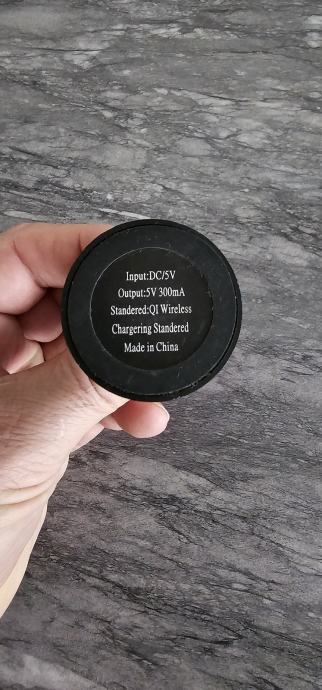 Input:DC/5V
Output:5V 300mA
Standered:QI Wireless
Chargering Standered
Made in China